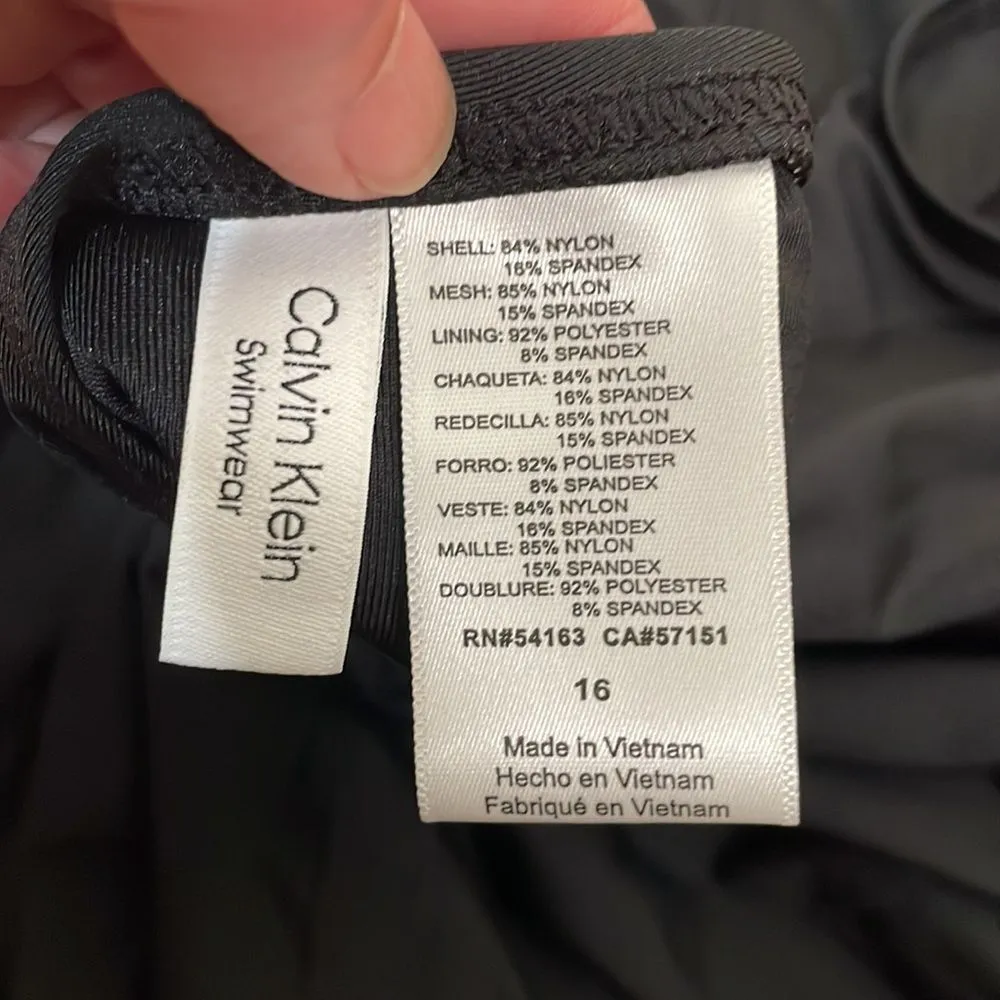 Calvin Klein
Swimwear
SHELL: 84% NYLON
16% SPANDEX
MESH: 85% NYLON
15% SPANDEX
LINING: 92% POLYESTER
8% SPANDEX
CHAQUETA: 84% NYLON
16% SPANDEX
REDECILLA: 85% NYLON
15% SPANDEX
FORRO: 92% POLIESTER
8% SPANDEX
VESTE: 84% NYLON
16% SPANDEX
MAILLE: 85% NYLON
15% SPANDEX
DOUBLURE: 92% POLYESTER
8% SPANDEX
RN#54163 CA#57151
16
Made in Vietnam
Hecho en Vietnam
Fabriqué en Vietnam